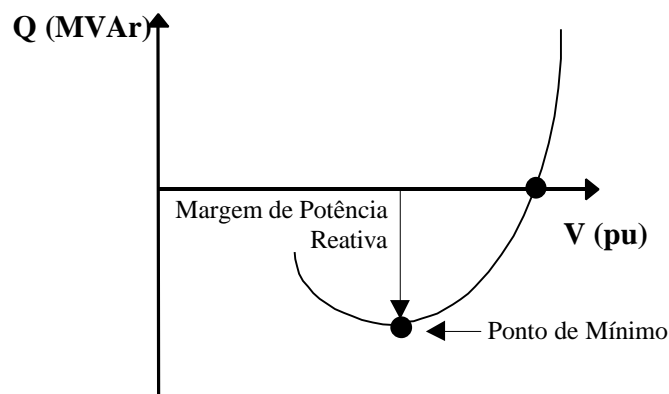 Q (MVAr)
Margem de Potência
Reativa
V (pu)
Ponto de Mínimo